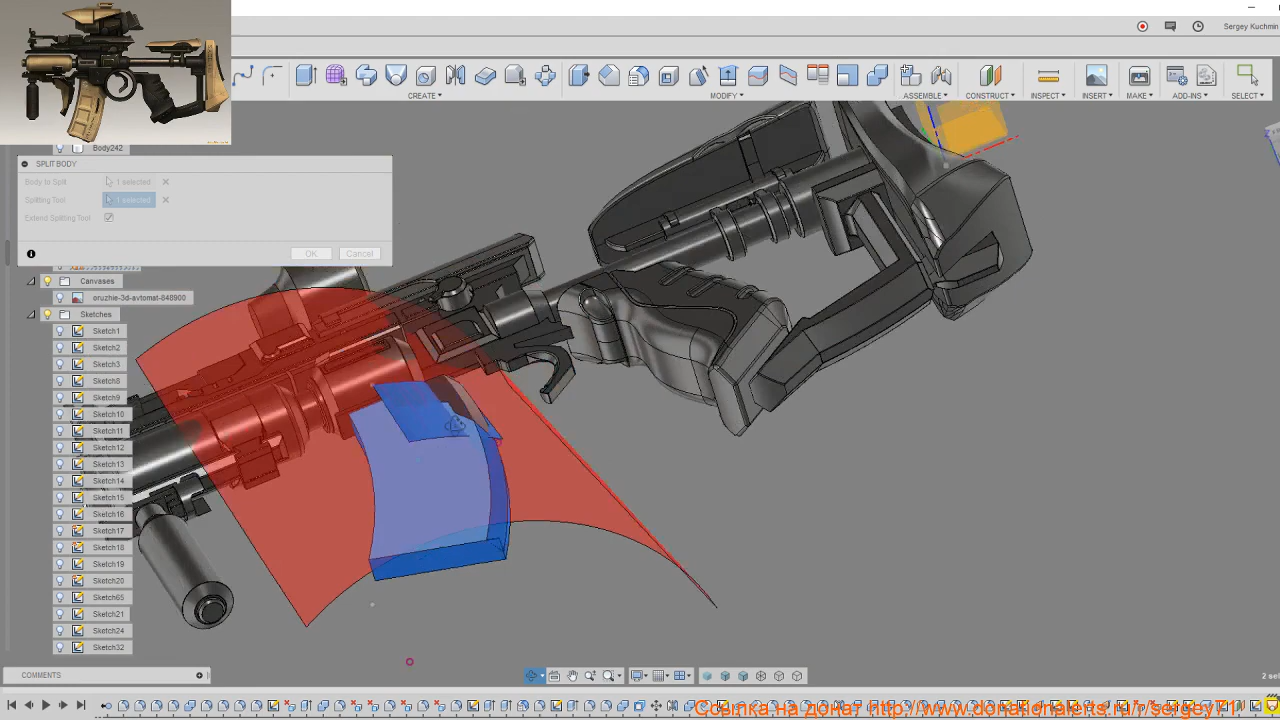 Sergey Kuchmin
CREATE
MODIFY
ASSEMBLE
CONSTRUCT
INSPECT
INSERT
MAKE
ADD-INS
SELECT
Body242
SPLIT BODY
Body to Split
1 selected
Splitting Tool
1 selected
Extend Splitting Tool
OK
Cancel
Canvases
oruzhie-3d-avtomat-848900
Sketches
Sketch1
Sketch2
Sketch3
Sketch8
Sketch9
Sketch10
Sketch11
Sketch12
Sketch13
Sketch14
Sketch15
Sketch16
Sketch17
Sketch18
Sketch19
Sketch20
Sketch65
Sketch21
Sketch24
Sketch32
COMMENTS
2 sel
Ссылка на донат http://www.donationalerts.ru/r/sergey71